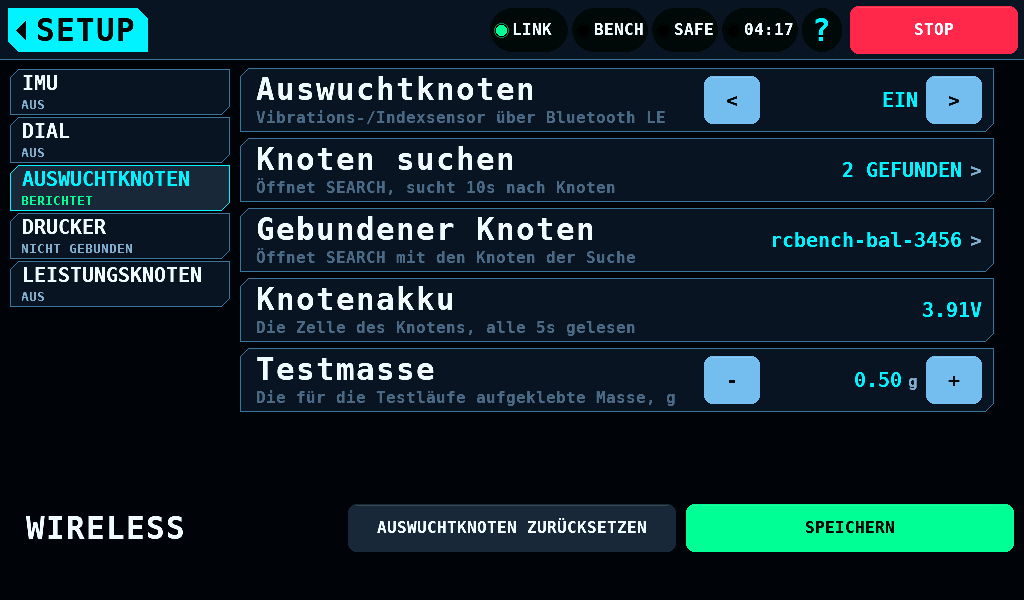 SETUP
LINK
BENCH
SAFE
04:17
?
STOP
IMU
AUS
DIAL
AUS
AUSWUCHTKNOTEN
BERICHTET
DRUCKER
NICHT GEBUNDEN
LEISTUNGSKNOTEN
AUS
Auswuchtknoten
Vibrations-/Indexsensor über Bluetooth LE
<
EIN
>
Knoten suchen
Öffnet SEARCH, sucht 10s nach Knoten
2 GEFUNDEN >
Gebundener Knoten
Öffnet SEARCH mit den Knoten der Suche
rcbench-bal-3456 >
Knotenakku
Die Zelle des Knotens, alle 5s gelesen
3.91V
Testmasse
Die für die Testläufe aufgeklebte Masse, g
-
0.50 g
+
WIRELESS
AUSWUCHTKNOTEN ZURÜCKSETZEN
SPEICHERN